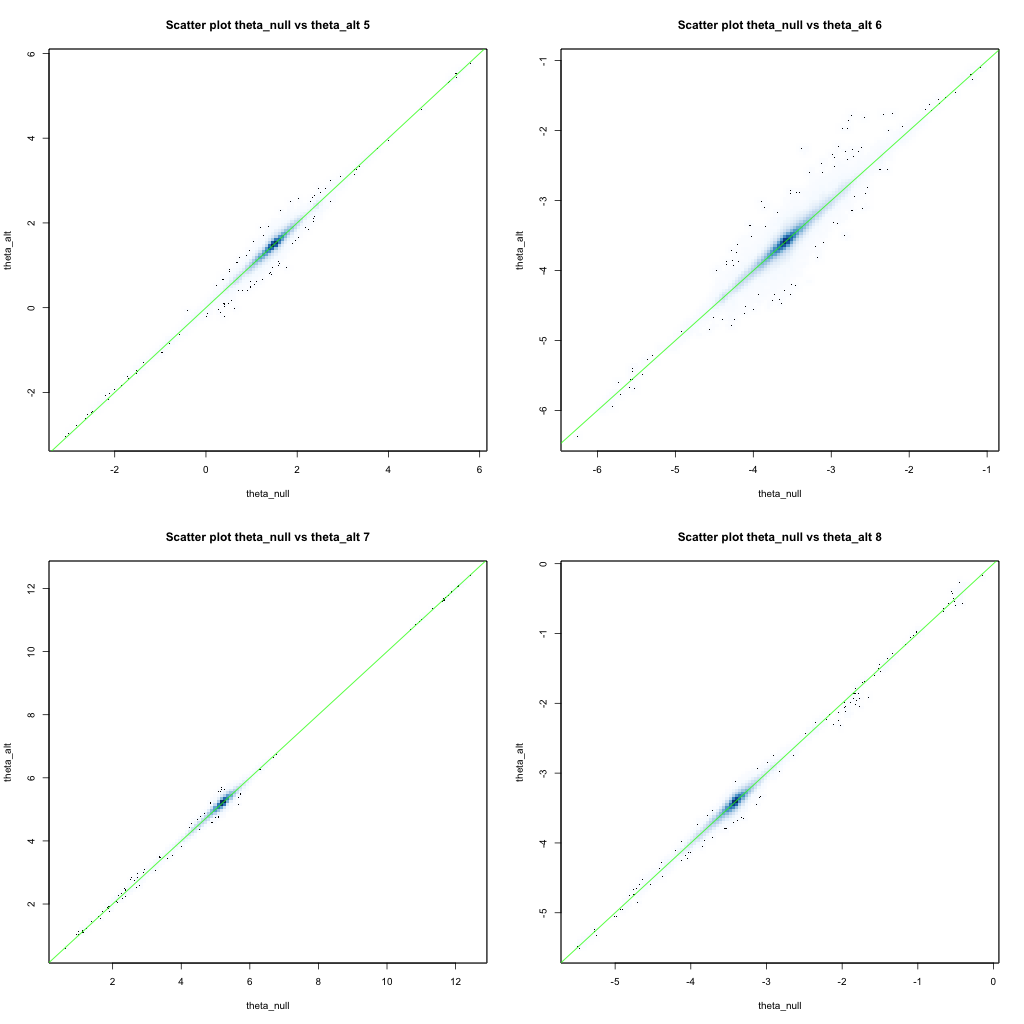 Scatter plot theta_null vs theta_alt 5
6
4
2
0
-2
theta_alt
-2 0 2 4 6
theta_null
Scatter plot theta_null vs theta_alt 6
-1
-2
-3
-4
-5
-6
theta_alt
-6 -5 -4 -3 -2 -1
theta_null
Scatter plot theta_null vs theta_alt 7
12
10
8
6
4
2
theta_alt
2 4 6 8 10 12
theta_null
Scatter plot theta_null vs theta_alt 8
0
-1
-2
-3
-4
-5
theta_alt
-5 -4 -3 -2 -1 0
theta_null